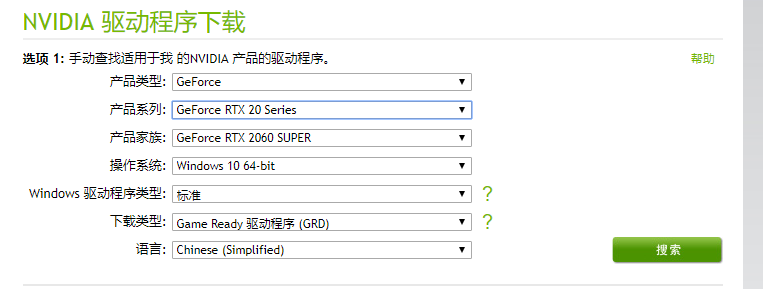 NVIDIA 驱动程序下载
选项 1: 手动查找适用于我 的NVIDIA 产品的驱动程序。 帮助
产品类型: GeForce
产品系列: GeForce RTX 20 Series
产品家族: GeForce RTX 2060 SUPER
操作系统: Windows 10 64-bit
Windows 驱动程序类型: 标准 ?
下载类型: Game Ready 驱动程序 (GRD) ?
语言: Chinese (Simplified) 搜索